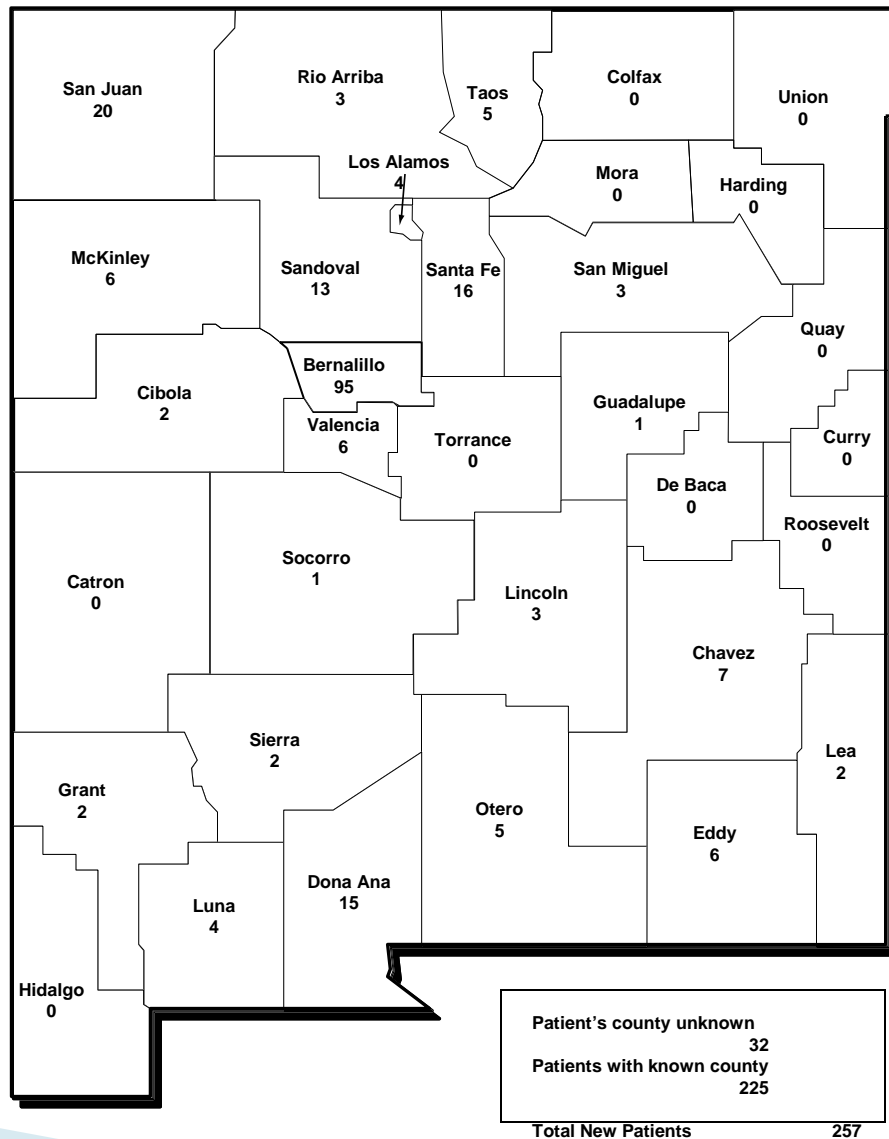 San Juan
20
Rio Arriba
3
Taos
5
Colfax
0
Union
0
Los Alamos
4
Mora
0
Harding
0
McKinley
6
Sandoval
13
Santa Fe
16
San Miguel
3
Quay
0
Bernalillo
95
Cibola
2
Valencia
6
Torrance
0
Guadalupe
1
Curry
0
De Baca
0
Roosevelt
0
Catron
0
Socorro
1
Lincoln
3
Chavez
7
Sierra
2
Lea
2
Grant
2
Otero
5
Eddy
6
Luna
4
Dona Ana
15
Hidalgo
0
Patient's county unknown
32
Patients with known county
225
Total New Patients 257